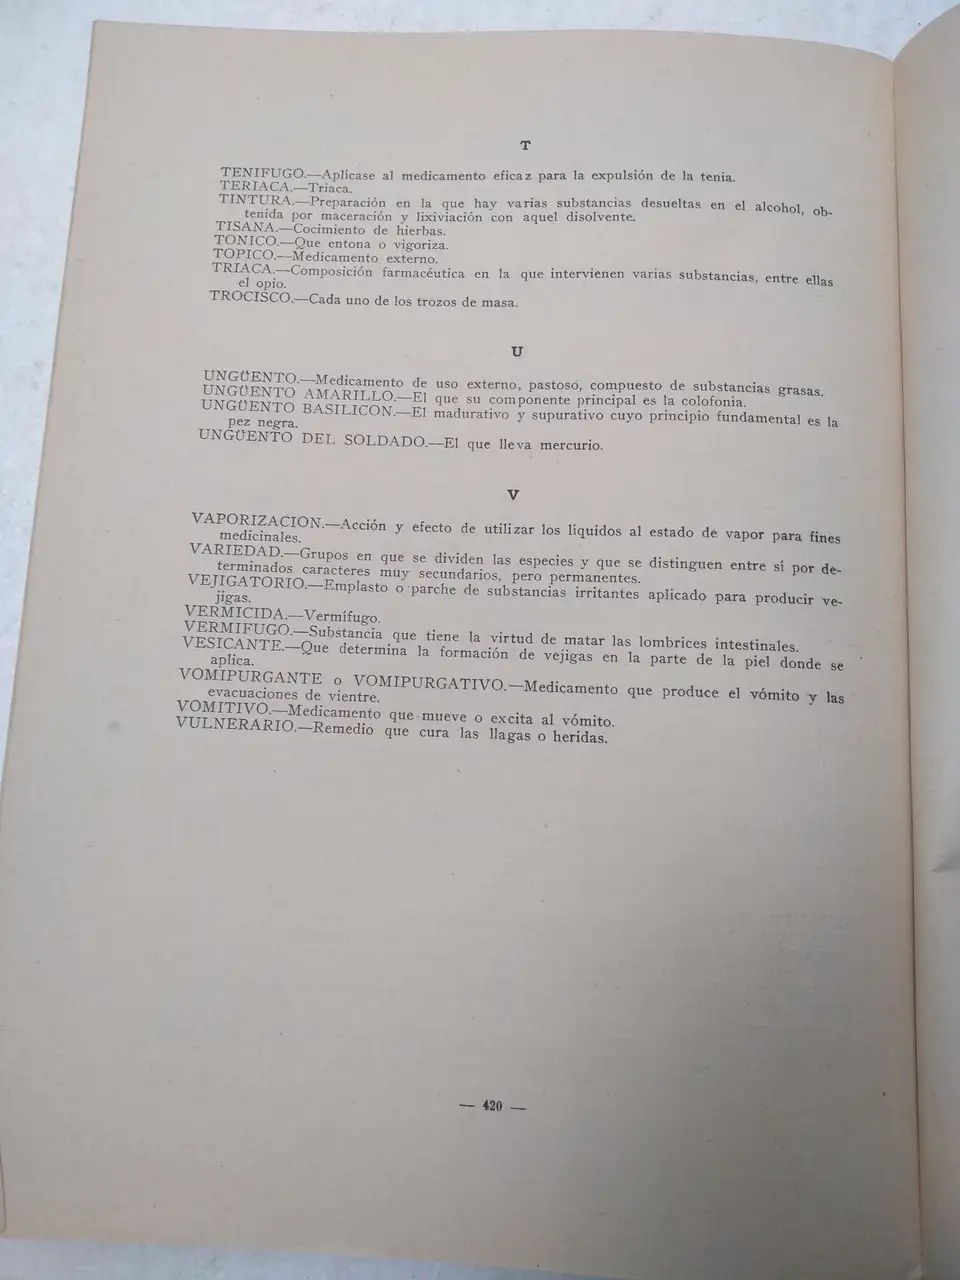 T
TENIFUGO.—Aplícase al medicamento eficaz para la expulsión de la tenia.
TERIACA.—Triaca.
TINTURA.—Preparación en la que hay varias substancias desueltas en el alcohol, ob-
tenida por maceración y lixiviación con aquel disolvente.
TISANA.—Cocimiento de hierbas.
TONICO.—Que entona o vigoriza.
TOPICO.—Medicamento externo.
TRIACA.—Composición farmacéutica en la que intervienen varias substancias, entre ellas
el opio.
TROCISCO.—Cada uno de los trozos de masa.
U
UNGÜENTO.—Medicamento de uso externo, pastoso, compuesto de substancias grasas.
UNGÜENTO AMARILLO.—El que su componente principal es la colofonia.
UNGÜENTO BASILICON.—El madurativo y supurativo cuyo principio fundamental es la
pez negra.
UNGÜENTO DEL SOLDADO.—El que lleva mercurio.
V
VAPORIZACION.—Acción y efecto de utilizar los líquidos al estado de vapor para fines
medicinales.
VARIEDAD.—Grupos en que se dividen las especies y que se distinguen entre sí por de-
terminados caracteres muy secundarios, pero permanentes.
VEJIGATORIO.—Emplasto o parche de substancias irritantes aplicado para producir ve-
jigas.
VERMICIDA.—Vermífugo.
VERMIFUGO.—Substancia que tiene la virtud de matar las lombrices intestinales.
VESICANTE.—Que determina la formación de vejigas en la parte de la piel donde se
aplica.
VOMIPURGANTE o VOMIPURGATIVO.—Medicamento que produce el vómito y las
evacuaciones de vientre.
VOMITIVO.—Medicamento que mueve o excita al vómito.
VULNERARIO.—Remedio que cura las llagas o heridas.
— 420 —